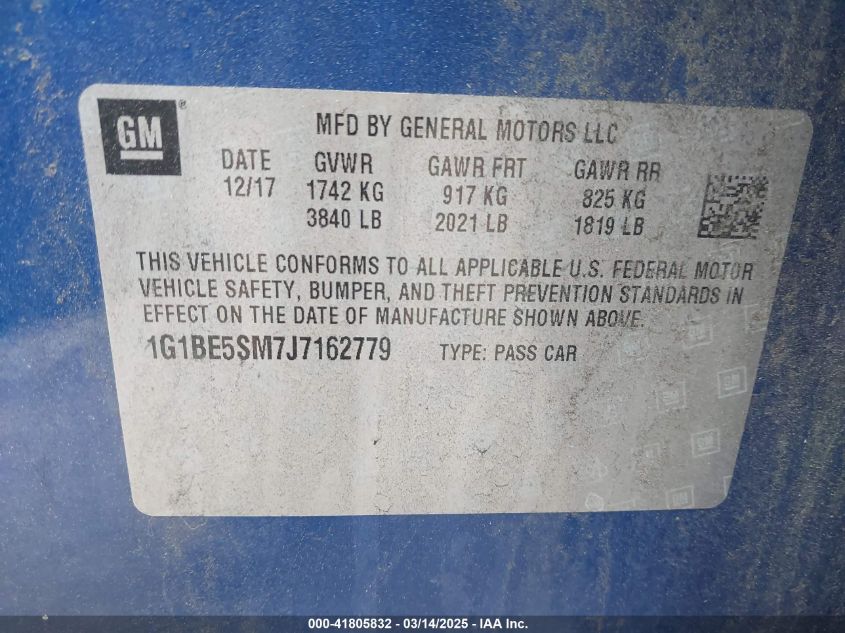 GM®
MFD BY GENERAL MOTORS LLC
DATE GVWR GAWR FRT GAWR RR
12/17 1742 KG 917 KG 825 KG
3840 LB 2021 LB 1819 LB
THIS VEHICLE CONFORMS TO ALL APPLICABLE U.S. FEDERAL MOTOR
VEHICLE SAFETY, BUMPER, AND THEFT PREVENTION STANDARDS IN
EFFECT ON THE DATE OF MANUFACTURE SHOWN ABOVE.
1G1BE5SM7J7162779 TYPE: PASS CAR
000-41805832 - 03/14/2025 - IAA Inc.